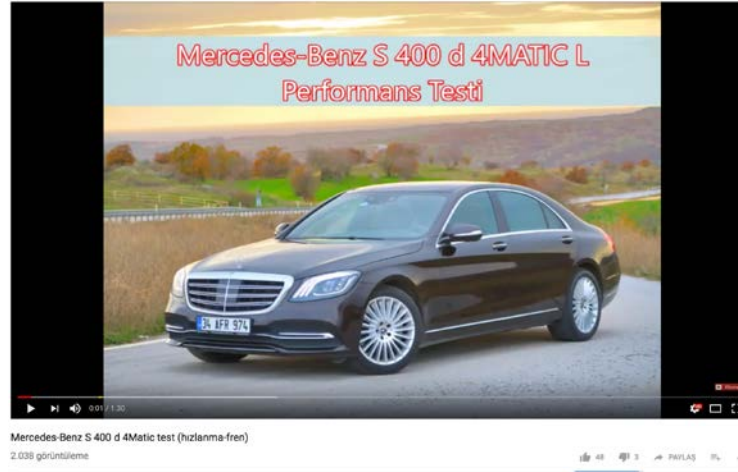 Mercedes-Benz S 400 d 4MATIC L
Performans Testi
34 AFR 974
0:01 / 1:30
Mercedes-Benz S 400 d 4Matic test (hızlanma-fren)
2.038 görüntüleme
48
3
PAYLAŞ